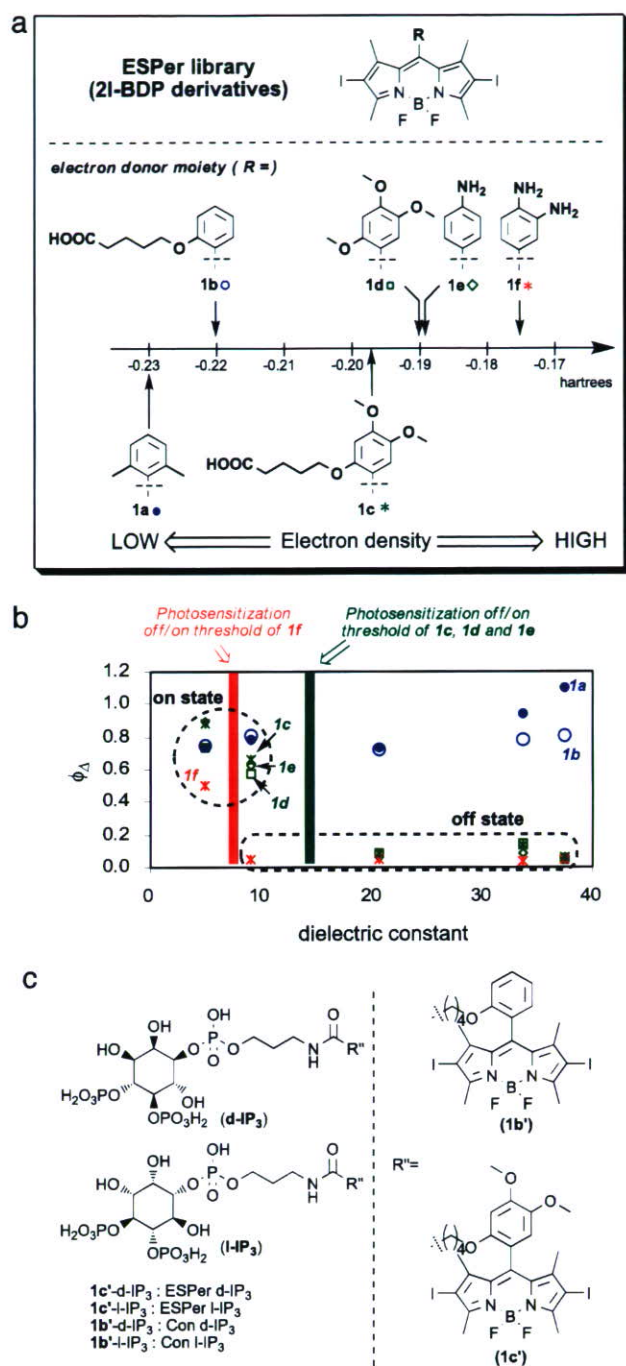 a
ESPer library
(2I-BDP derivatives)
R
I
I
N
N
B
F
F
electron donor moiety ( R = )
HOOC
O
1b
O
O
O
1d
NH₂
1e
NH₂
NH₂
1f
-0.23
-0.22
-0.21
-0.20
-0.19
-0.18
-0.17
hartrees
1a
HOOC
O
O
O
1c
LOW
Electron density
HIGH
b
Photosensitization
off/on threshold of 1f
Photosensitization off/on
threshold of 1c, 1d and 1e
ϕΔ
1.2
1.0
0.8
0.6
0.4
0.2
0.0
on state
1f
1c
1e
1d
1a
1b
off state
0
10
20
30
40
dielectric constant
c
OH
HO
OH
O
P
O
O
N
H
O
R"
H₂O₃PO
OH
OPO₃H₂
(d-IP₃)
OH
HO
OH
O
P
O
O
N
H
O
R"
H₂O₃PO
OH
OPO₃H₂
(l-IP₃)
1c'-d-IP₃ : ESPer d-IP₃
1c'-l-IP₃ : ESPer l-IP₃
1b'-d-IP₃ : Con d-IP₃
1b'-l-IP₃ : Con l-IP₃
( )
4
O
I
I
N
N
B
F
F
(1b')
R"=
( )
4
O
O
O
I
I
N
N
B
F
F
(1c')